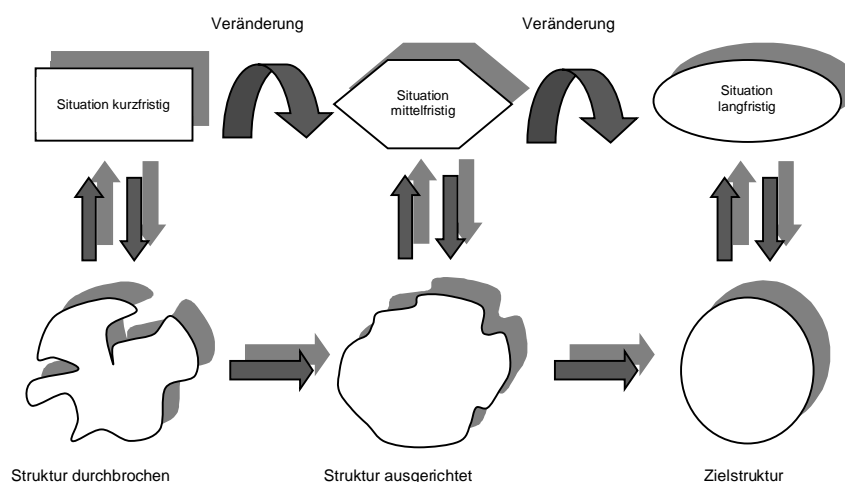 Veränderung
Veränderung
Situation kurzfristig
Situation
mittelfristig
Situation
langfristig
Struktur durchbrochen
Struktur ausgerichtet
Zielstruktur